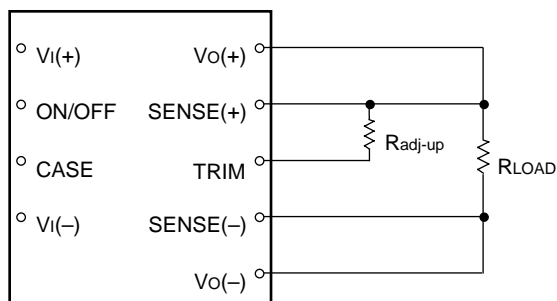 VI(+)
VO(+)
ON/OFF
SENSE(+)
Radj-up
CASE
TRIM
RLOAD
VI(–)
SENSE(–)
VO(–)